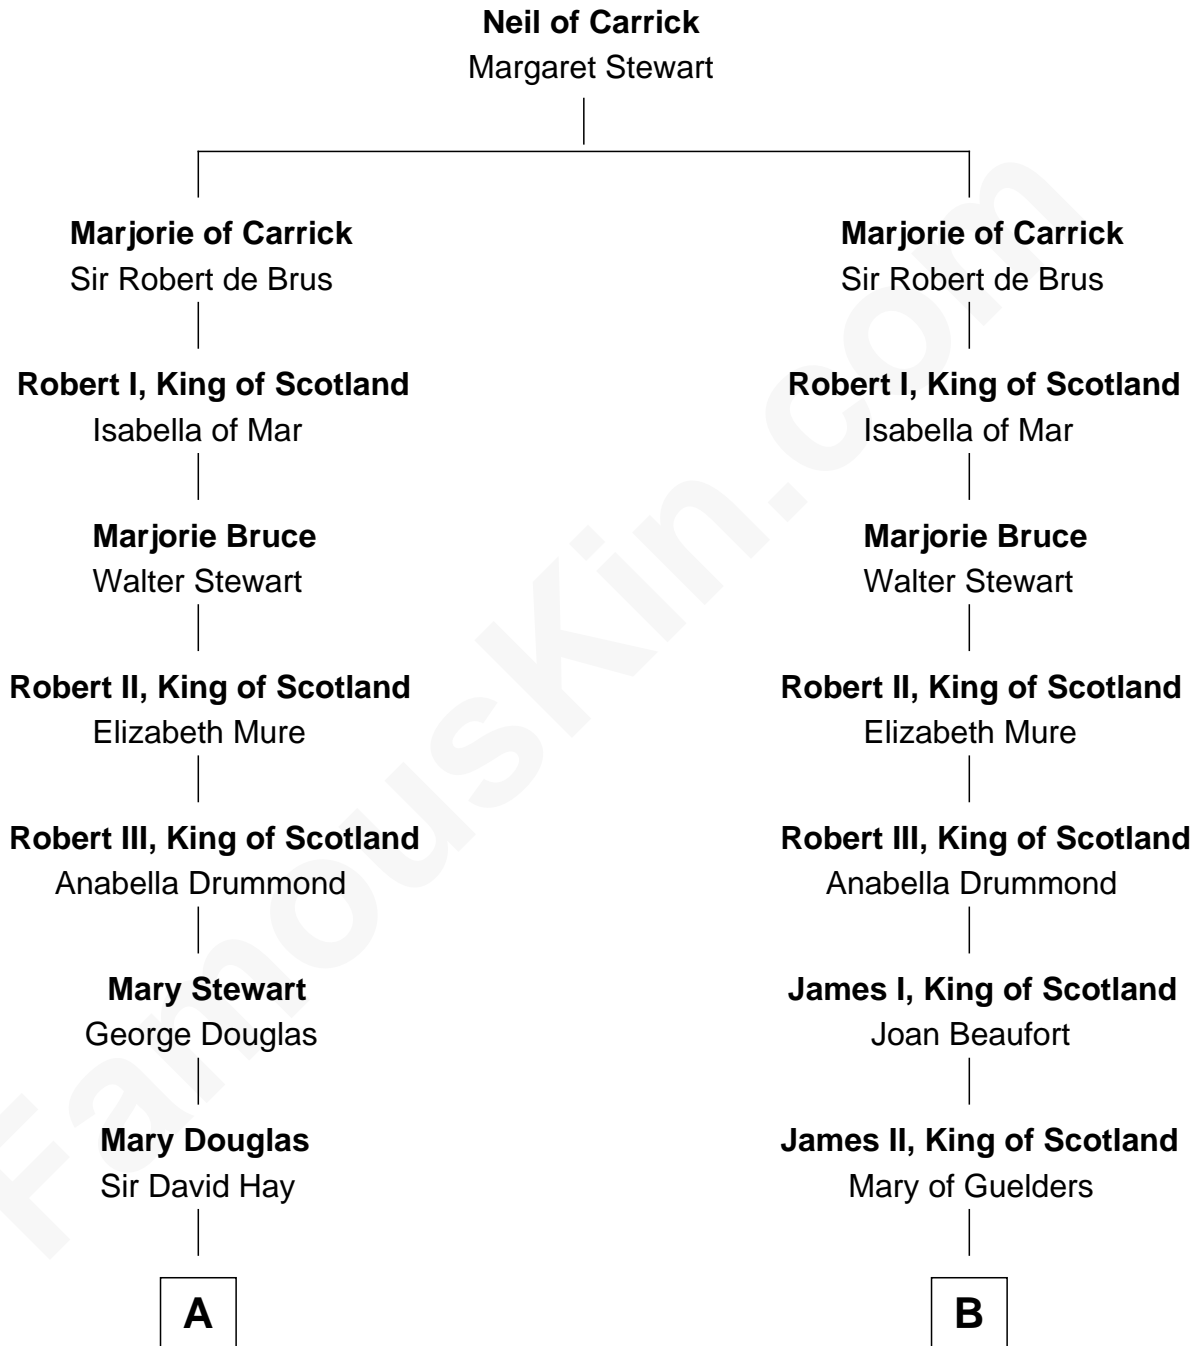 Neil of Carrick
Margaret Stewart
Marjorie of Carrick
Sir Robert de Brus
Robert I, King of Scotland
Isabella of Mar
Marjorie Bruce
Walter Stewart
Robert II, King of Scotland
Elizabeth Mure
Robert III, King of Scotland
Anabella Drummond
Mary Stewart
George Douglas
Mary Douglas
Sir David Hay
A
Marjorie of Carrick
Sir Robert de Brus
Robert I, King of Scotland
Isabella of Mar
Marjorie Bruce
Walter Stewart
Robert II, King of Scotland
Elizabeth Mure
Robert III, King of Scotland
Anabella Drummond
James I, King of Scotland
Joan Beaufort
James II, King of Scotland
Mary of Guelders
B
FamousKin.com